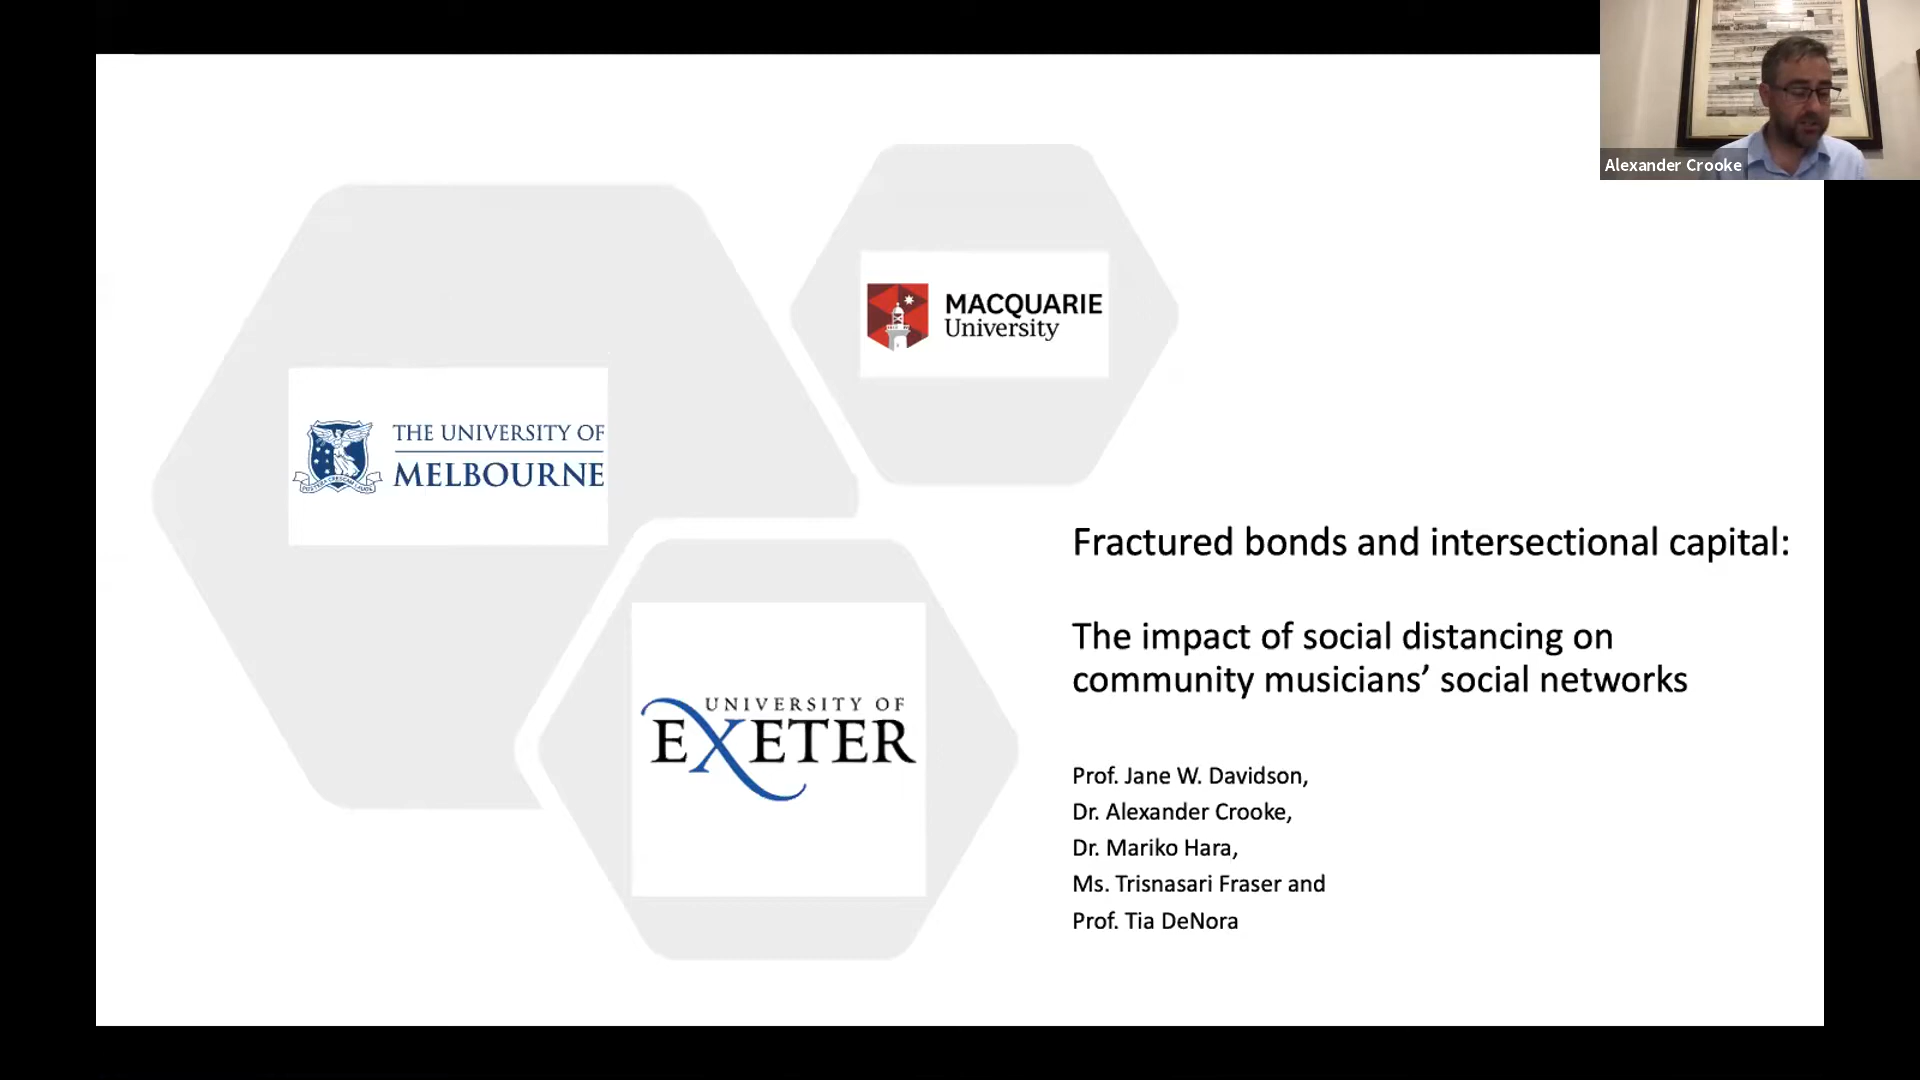 Alexander Crooke
MACQUARIE
University
THE UNIVERSITY OF
MELBOURNE
UNIVERSITY OF
EXETER
Fractured bonds and intersectional capital:
The impact of social distancing on
community musicians’ social networks
Prof. Jane W. Davidson,
Dr. Alexander Crooke,
Dr. Mariko Hara,
Ms. Trisnasari Fraser and
Prof. Tia DeNora